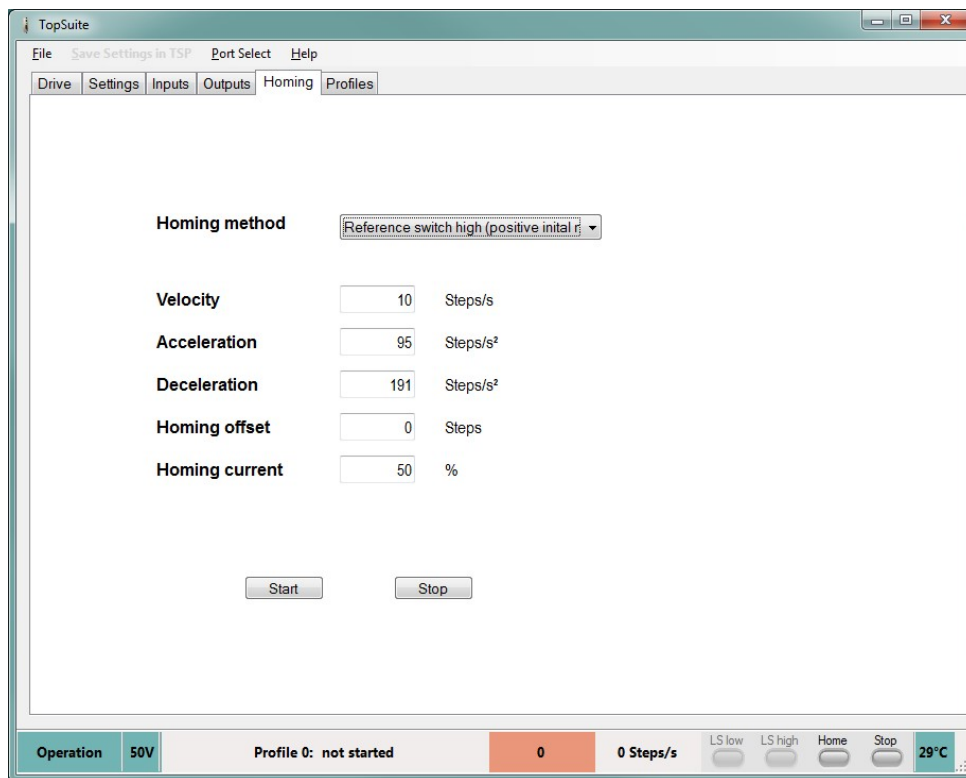 TopSuite
File Save Settings in TSP Port Select Help
Drive Settings Inputs Outputs Homing Profiles
Homing method Reference switch high (positive inital r
Velocity 10 Steps/s
Acceleration 95 Steps/s²
Deceleration 191 Steps/s²
Homing offset 0 Steps
Homing current 50 %
Start Stop
Operation 50V Profile 0: not started 0 0 Steps/s LS low LS high Home Stop 29°C